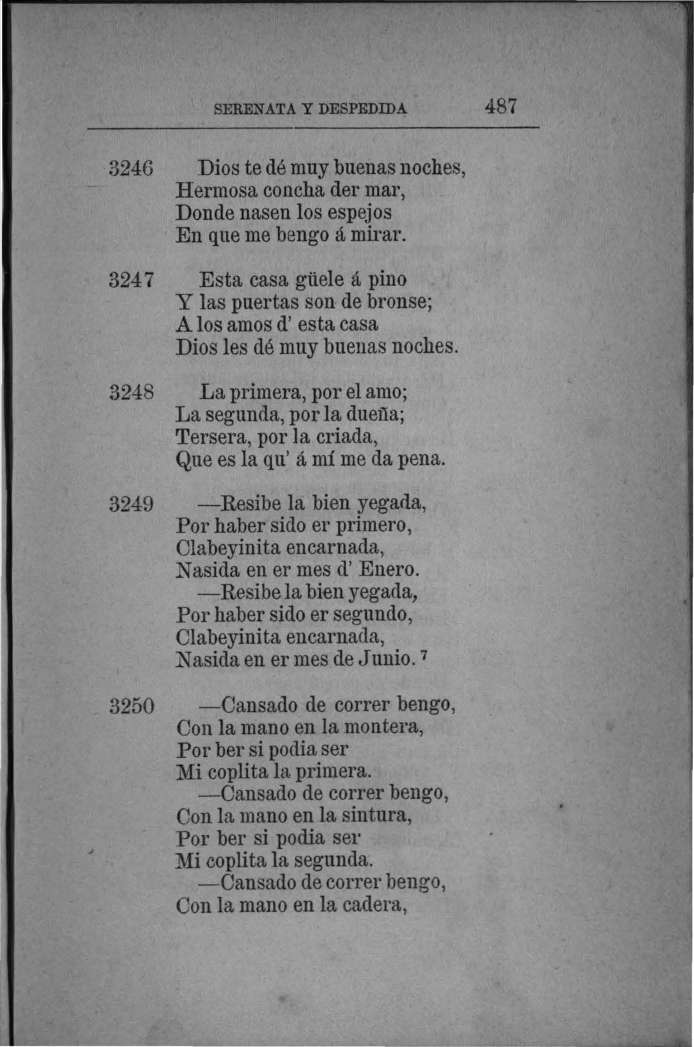 SERENATA Y DESPEDIDA 487
3246 Dios te dé muy buenas noches,
Hermosa concha der mar,
Donde nasen los espejos
En que me bengo á mirar.
3247 Esta casa güele á pino
Y las puertas son de bronse;
A los amos d' esta casa
Dios les dé muy buenas noches.
3248 La primera, por el amo;
La segunda, por la dueña;
Tersera, por la criada,
Que es la qu' á mí me da pena.
3249 —Resibe la bien yegada,
Por haber sido er primero,
Clabeyinita encarnada,
Nasida en er mes d' Enero.
—Resibe la bien yegada,
Por haber sido er segundo,
Clabeyinita encarnada,
Nasida en er mes de Junio. 7
3250 —Cansado de correr bengo,
Con la mano en la montera,
Por ber si podia ser
Mi coplita la primera.
—Cansado de correr bengo,
Con la mano en la sintura,
Por ber si podia ser
Mi coplita la segunda.
—Cansado de correr bengo,
Con la mano en la cadera,